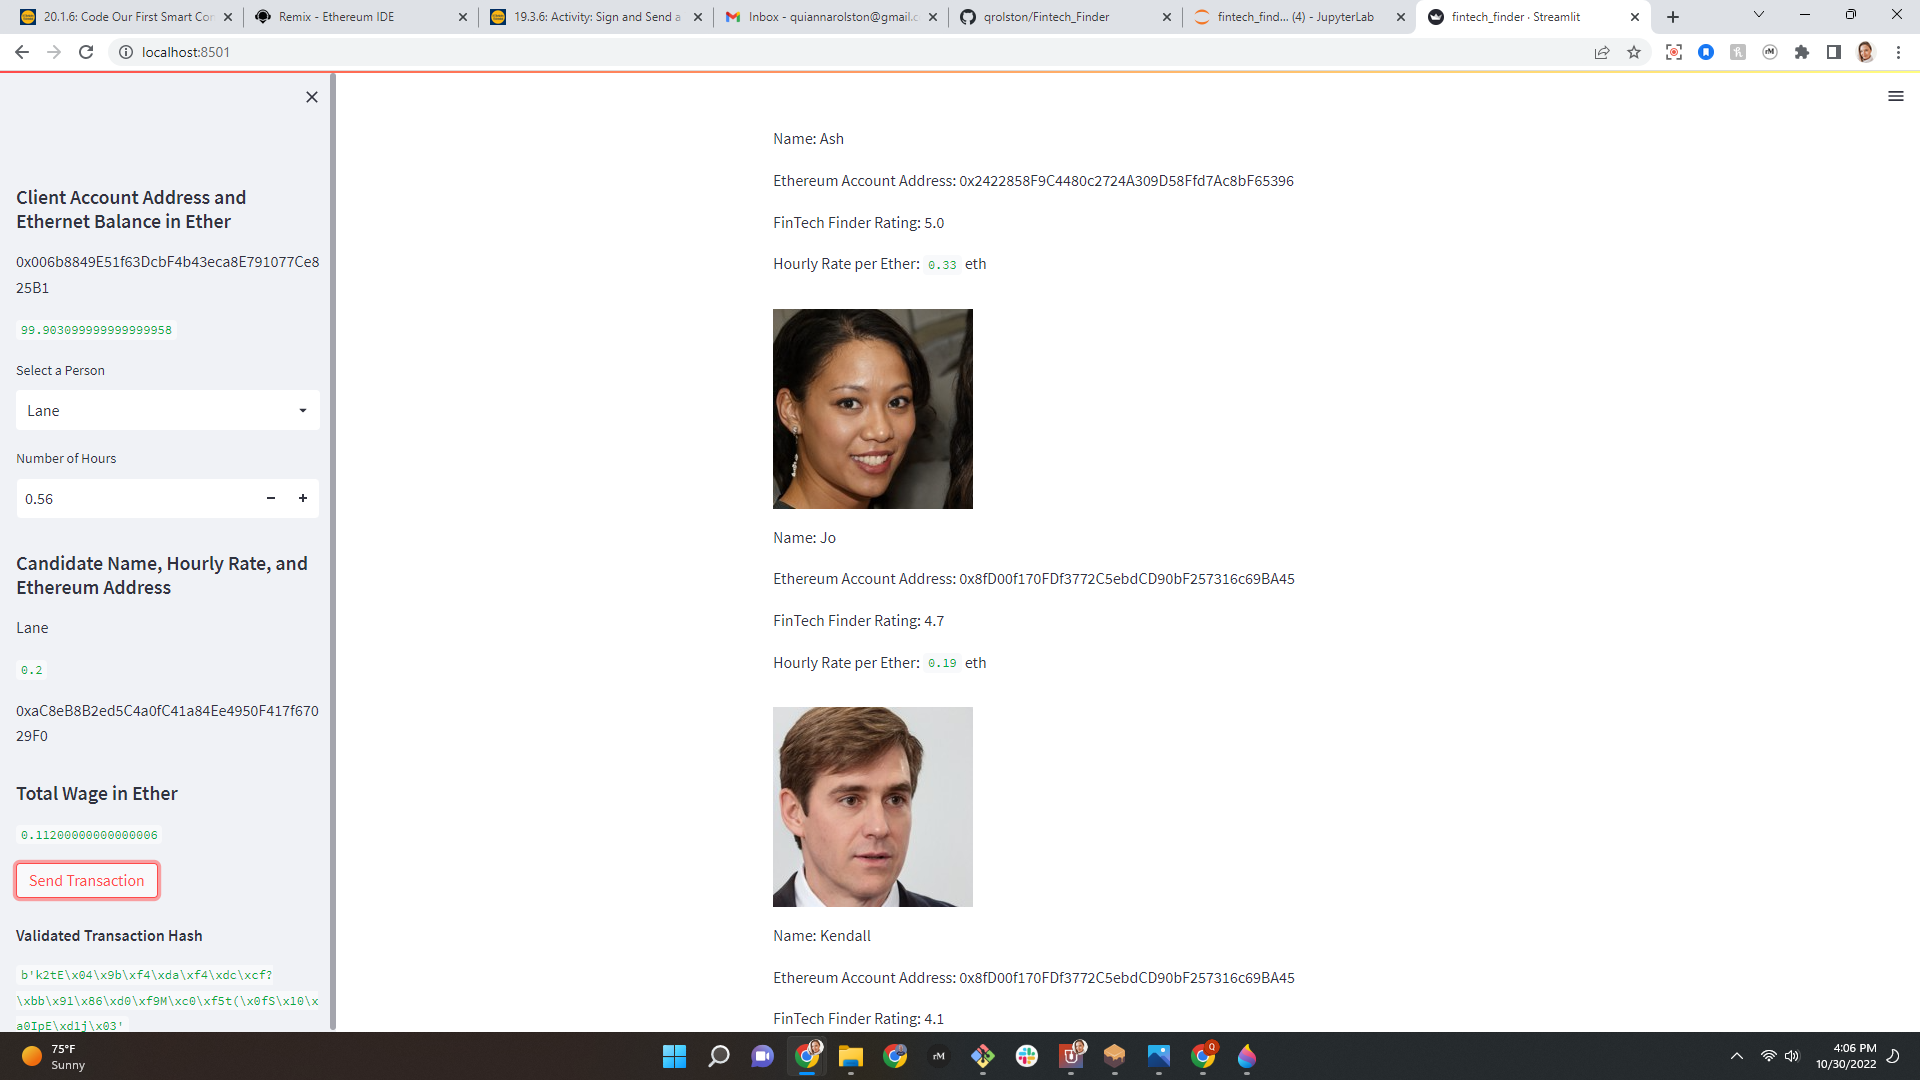 20.1.6: Code Our First Smart Con
Remix - Ethereum IDE
19.3.6: Activity: Sign and Send a
Inbox - quiannarolston@gmail.c
qrolston/Fintech_Finder
fintech_find... (4) - JupyterLab
fintech_finder · Streamlit
localhost:8501
Client Account Address and
Ethernet Balance in Ether
0x006b8849E51f63DcbF4b43eca8E791077Ce8
25B1
99.903099999999999958
Select a Person
Lane
Number of Hours
0.56
Candidate Name, Hourly Rate, and
Ethereum Address
Lane
0.2
0xaC8eB8B2ed5C4a0fC41a84Ee4950F417f670
29F0
Total Wage in Ether
0.11200000000000006
Send Transaction
Validated Transaction Hash
b'k2tE\x04\x9b\xf4\xda\xf4\xdc\xcf?
\xbb\x91\x86\xd0\xf9M\xc0\xf5t(\x0fS\x10\x
a0IpE\xd1j\x03'
Name: Ash
Ethereum Account Address: 0x2422858F9C4480c2724A309D58Ffd7Ac8bF65396
FinTech Finder Rating: 5.0
Hourly Rate per Ether: 0.33 eth
Name: Jo
Ethereum Account Address: 0x8fD00f170FDf3772C5ebdCD90bF257316c69BA45
FinTech Finder Rating: 4.7
Hourly Rate per Ether: 0.19 eth
Name: Kendall
Ethereum Account Address: 0x8fD00f170FDf3772C5ebdCD90bF257316c69BA45
FinTech Finder Rating: 4.1
75°F
Sunny
rM
4:06 PM
10/30/2022